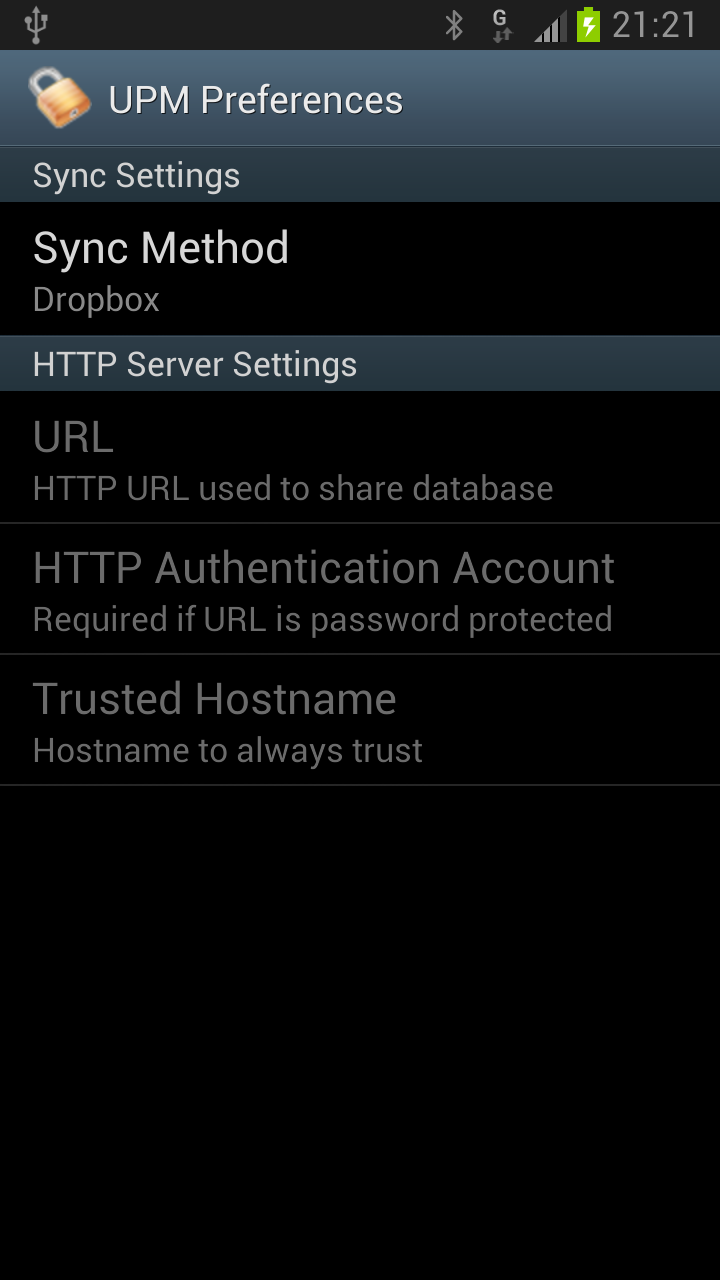 G 21:21
UPM Preferences
Sync Settings
Sync Method
Dropbox
HTTP Server Settings
URL
HTTP URL used to share database
HTTP Authentication Account
Required if URL is password protected
Trusted Hostname
Hostname to always trust